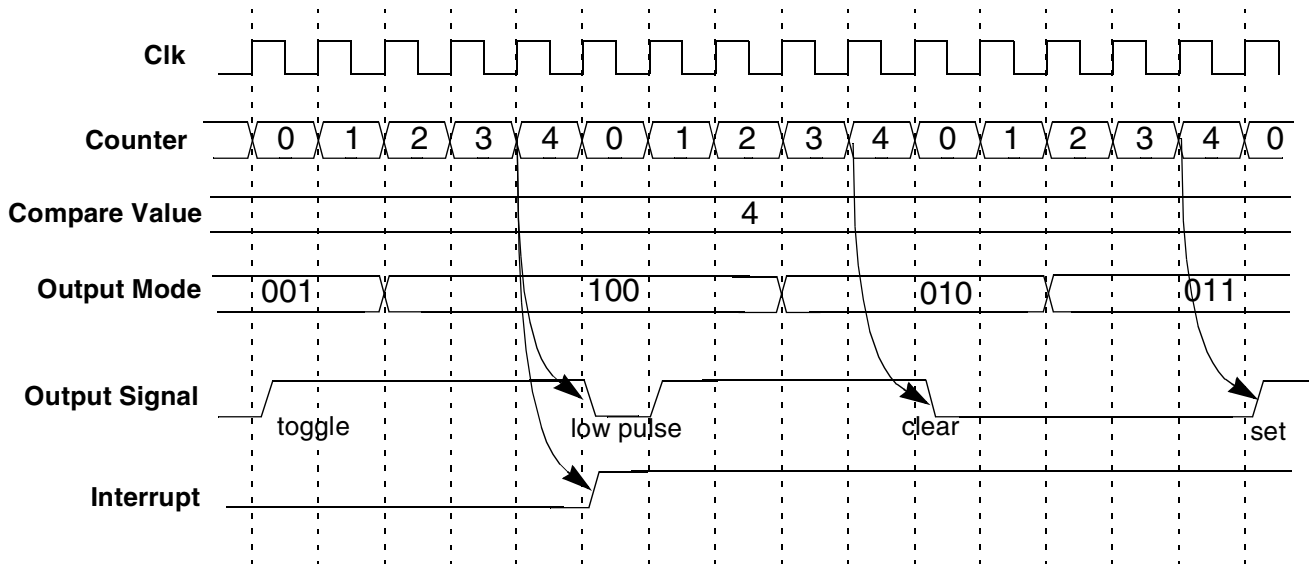 Clk
Counter 0 1 2 3 4 0 1 2 3 4 0 1 2 3 4 0
Compare Value 4
Output Mode 001 100 010 011
Output Signal
toggle low pulse clear set
Interrupt